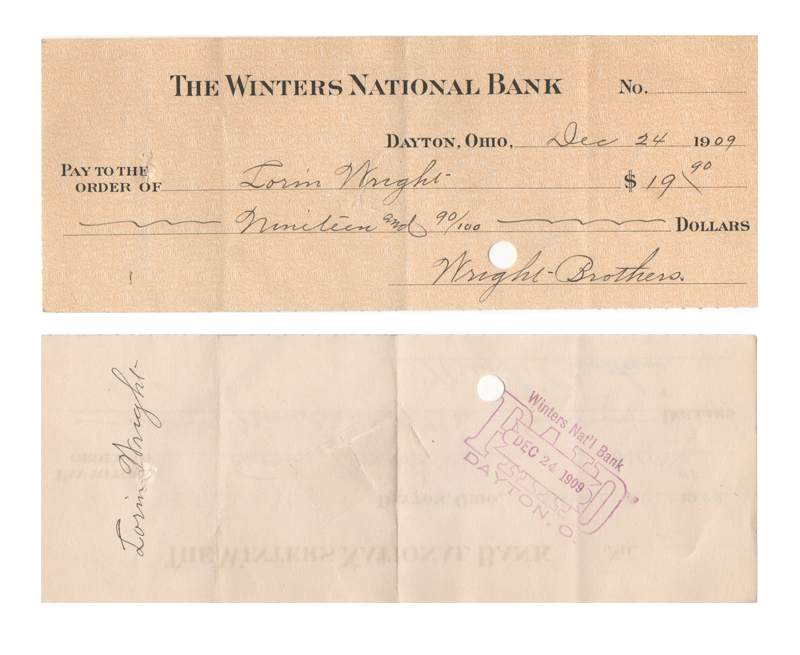 THE WINTERS NATIONAL BANK No.
DAYTON, OHIO, Dec 24 1909
PAY TO THE ORDER OF Lorin Wright $ 19 90
Nineteen and 90/100 DOLLARS
Wright Brothers.
Lorin Wright
Winters Nat'l Bank
PAID
DEC 24 1909
DAYTON, O